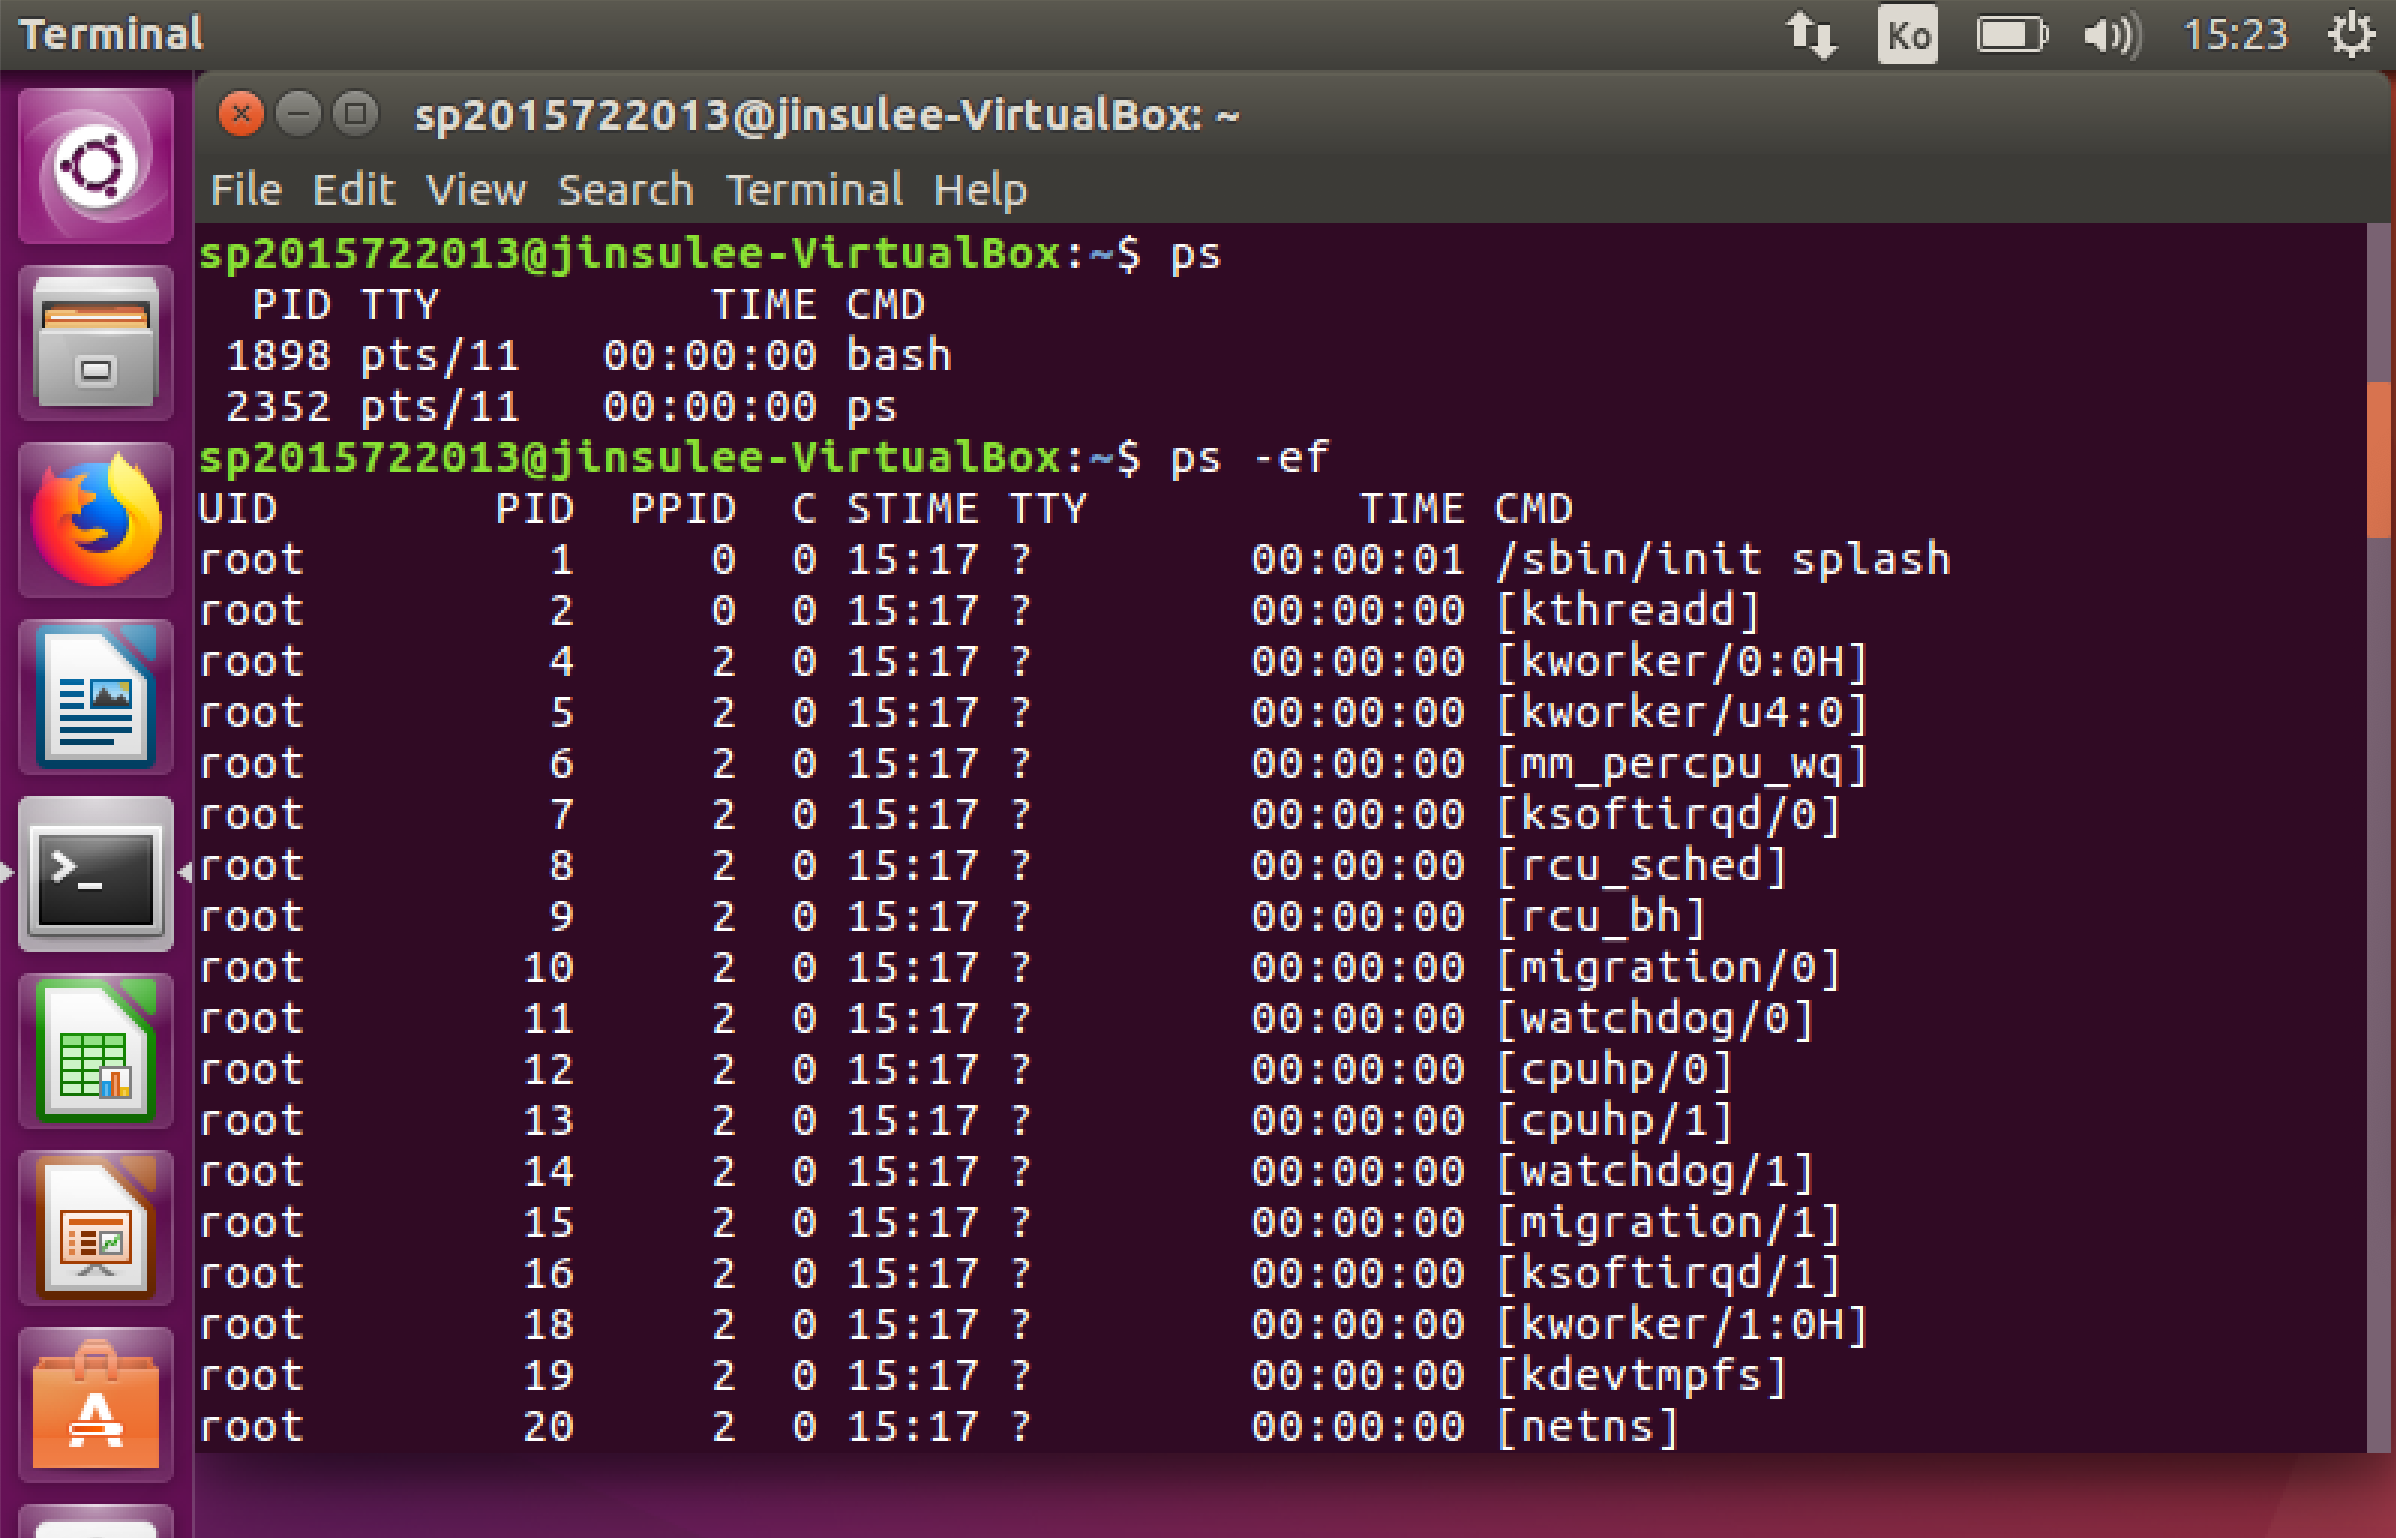 Terminal
Ko
15:23
sp2015722013@jinsulee-VirtualBox: ~
File Edit View Search Terminal Help
sp2015722013@jinsulee-VirtualBox:~$ ps
  PID TTY          TIME CMD
 1898 pts/11   00:00:00 bash
 2352 pts/11   00:00:00 ps
sp2015722013@jinsulee-VirtualBox:~$ ps -ef
UID        PID  PPID  C STIME TTY          TIME CMD
root         1     0  0 15:17 ?        00:00:01 /sbin/init splash
root         2     0  0 15:17 ?        00:00:00 [kthreadd]
root         4     2  0 15:17 ?        00:00:00 [kworker/0:0H]
root         5     2  0 15:17 ?        00:00:00 [kworker/u4:0]
root         6     2  0 15:17 ?        00:00:00 [mm_percpu_wq]
root         7     2  0 15:17 ?        00:00:00 [ksoftirqd/0]
root         8     2  0 15:17 ?        00:00:00 [rcu_sched]
root         9     2  0 15:17 ?        00:00:00 [rcu_bh]
root        10     2  0 15:17 ?        00:00:00 [migration/0]
root        11     2  0 15:17 ?        00:00:00 [watchdog/0]
root        12     2  0 15:17 ?        00:00:00 [cpuhp/0]
root        13     2  0 15:17 ?        00:00:00 [cpuhp/1]
root        14     2  0 15:17 ?        00:00:00 [watchdog/1]
root        15     2  0 15:17 ?        00:00:00 [migration/1]
root        16     2  0 15:17 ?        00:00:00 [ksoftirqd/1]
root        18     2  0 15:17 ?        00:00:00 [kworker/1:0H]
root        19     2  0 15:17 ?        00:00:00 [kdevtmpfs]
root        20     2  0 15:17 ?        00:00:00 [netns]